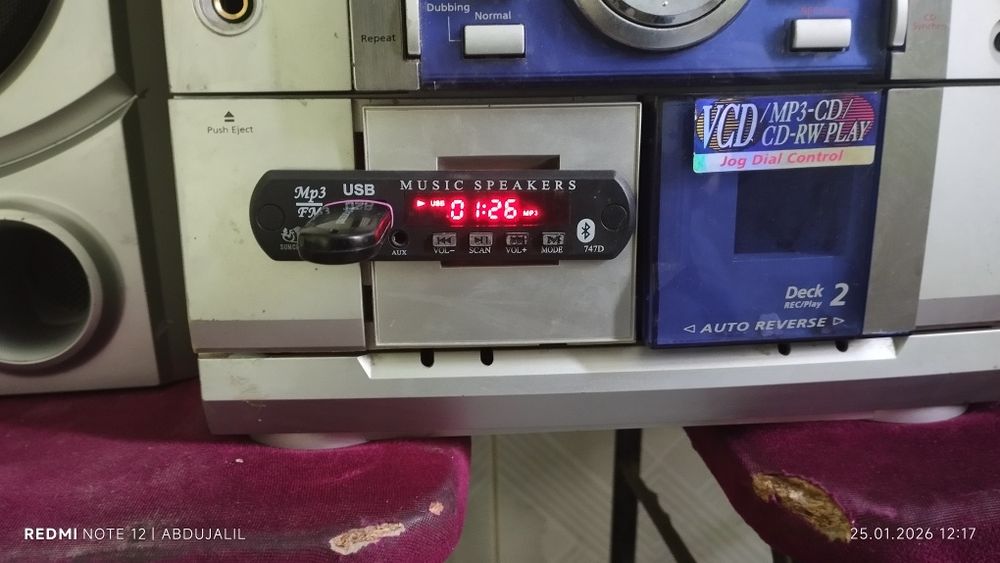 Dubbing
Normal
Repeat
CD
Push Eject
VCD /MP3-CD/
CD-RW PLAY
Jog Dial Control
MUSIC SPEAKERS
Mp3
FM
USB
USB 01:26 MP3
AUX
VOL-
SCAN
VOL+
MODE
747D
Deck 2
REC/Play
AUTO REVERSE
REDMI NOTE 12 | ABDUJALIL
25.01.2026 12:17